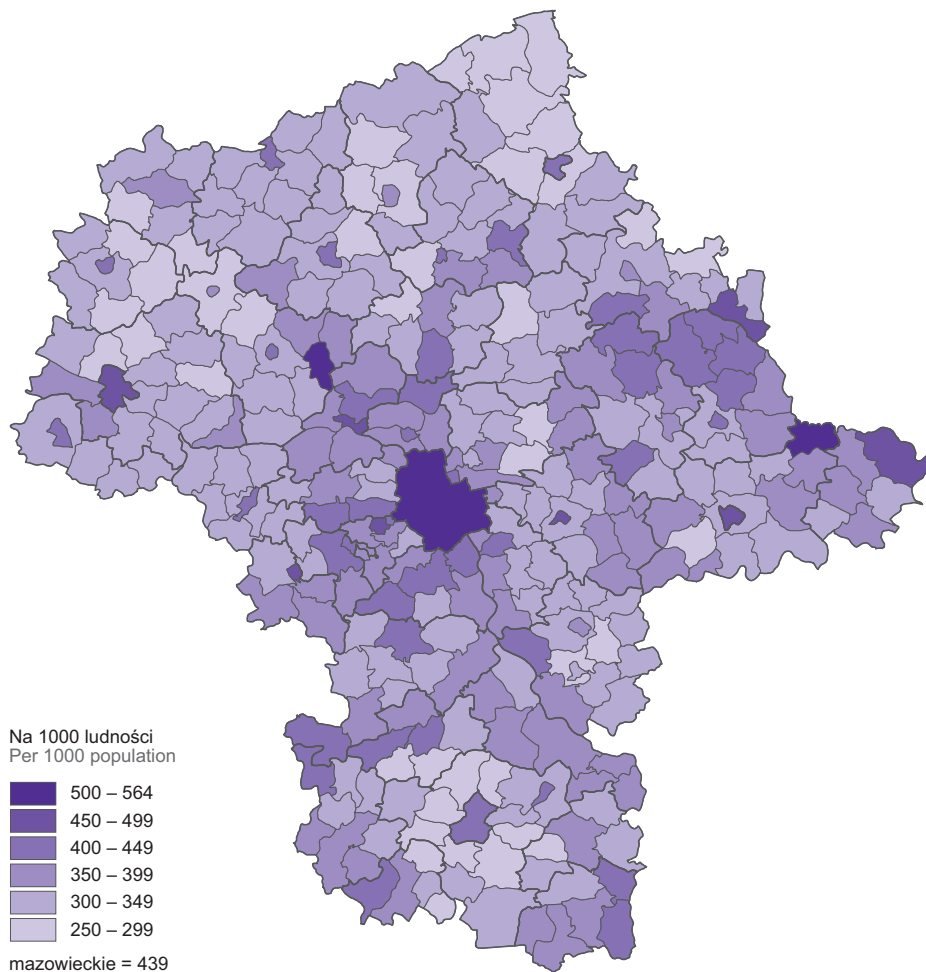 Na 1000 ludności
Per 1000 population
500 – 564
450 – 499
400 – 449
350 – 399
300 – 349
250 – 299
mazowieckie = 439